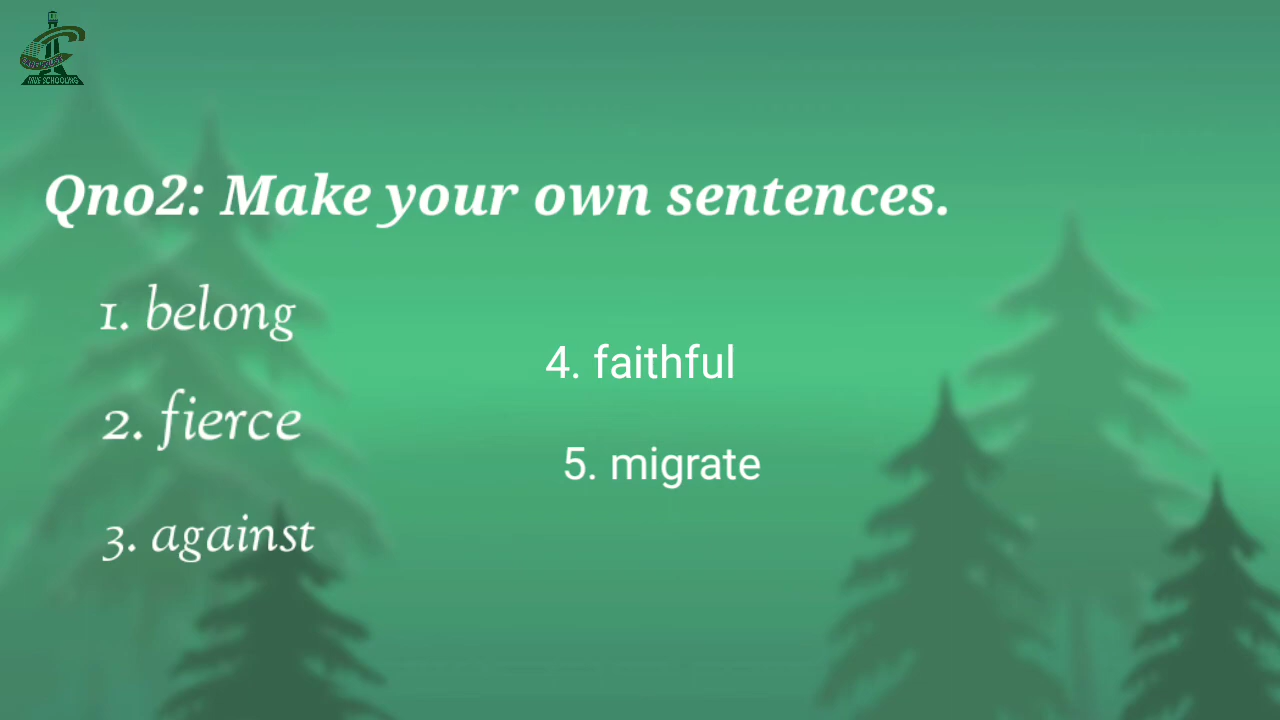 Qno2: Make your own sentences.
1. belong
2. fierce
3. against
4. faithful
5. migrate